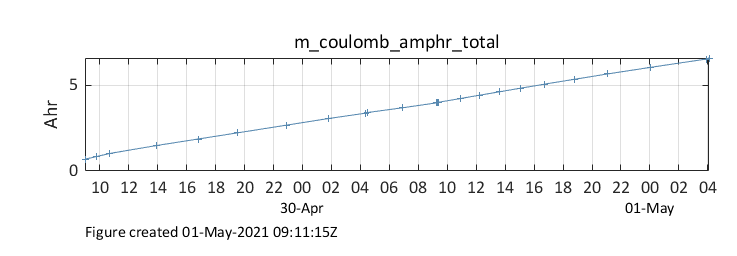 m_coulomb_amphr_total
Ahr
5
0
10 12 14 16 18 20 22 00 02 04 06 08 10 12 14 16 18 20 22 00 02 04
30-Apr 01-May
Figure created 01-May-2021 09:11:15Z